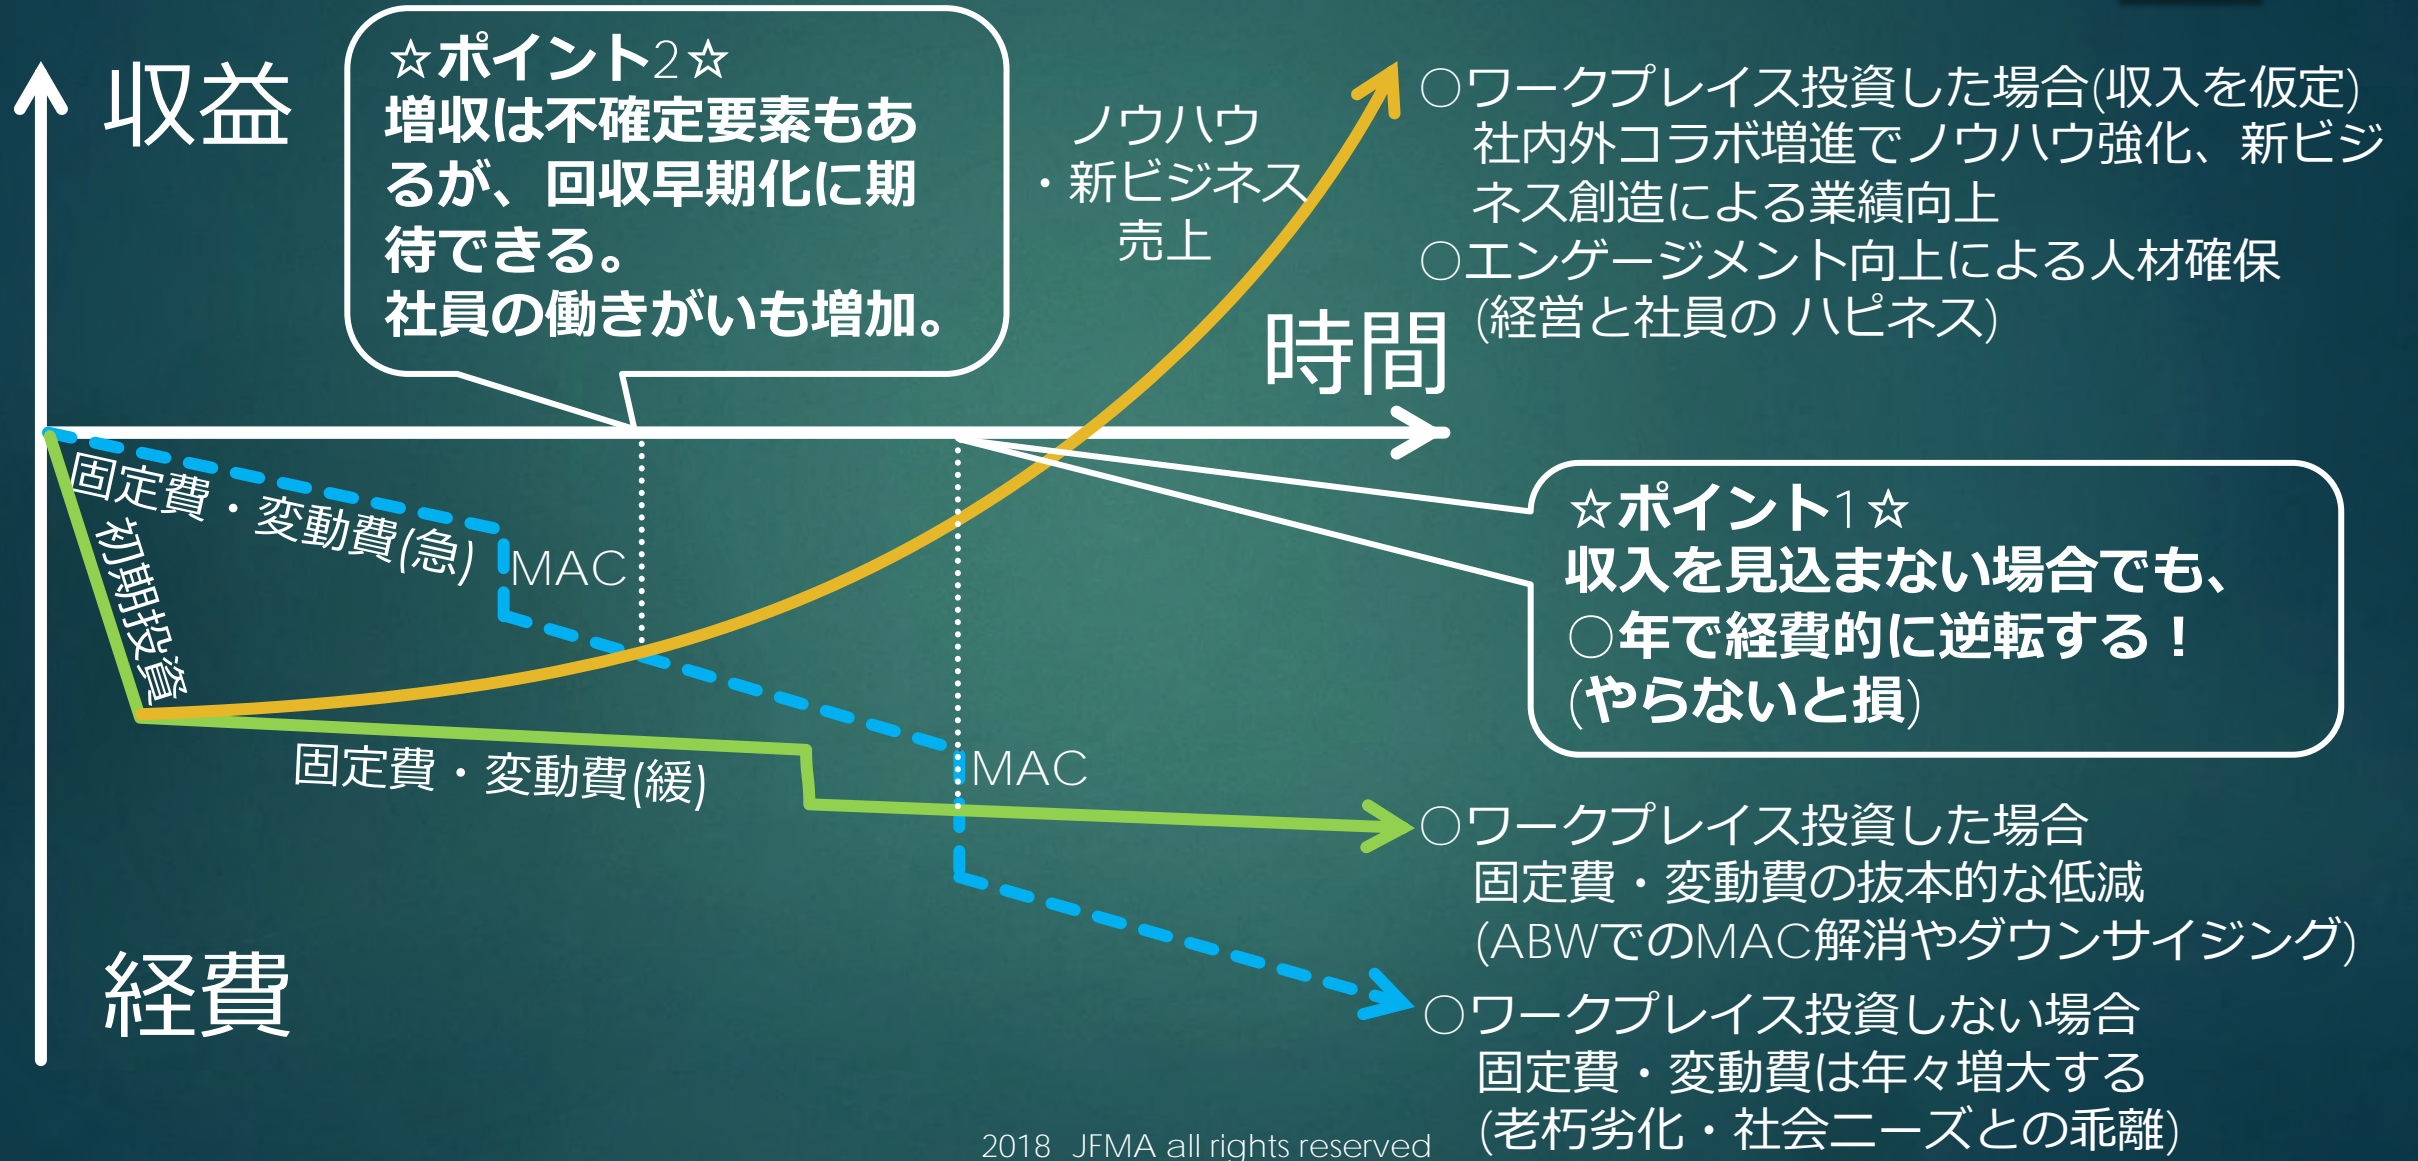 収益
☆ポイント2☆
増収は不確定要素もあ
るが、回収早期化に期
待できる。
社員の働きがいも増加。
ノウハウ
・新ビジネス
売上
○ワークプレイス投資した場合(収入を仮定)
社内外コラボ増進でノウハウ強化、新ビジ
ネス創造による業績向上
○エンゲージメント向上による人材確保
(経営と社員の ハピネス)
時間
固定費・変動費(急)
初期投資
MAC
☆ポイント1☆
収入を見込まない場合でも、
○年で経費的に逆転する！
(やらないと損)
固定費・変動費(緩)
MAC
○ワークプレイス投資した場合
固定費・変動費の抜本的な低減
(ABWでのMAC解消やダウンサイジング)
経費
○ワークプレイス投資しない場合
固定費・変動費は年々増大する
(老朽劣化・社会ニーズとの乖離)
2018 JFMA all rights reserved